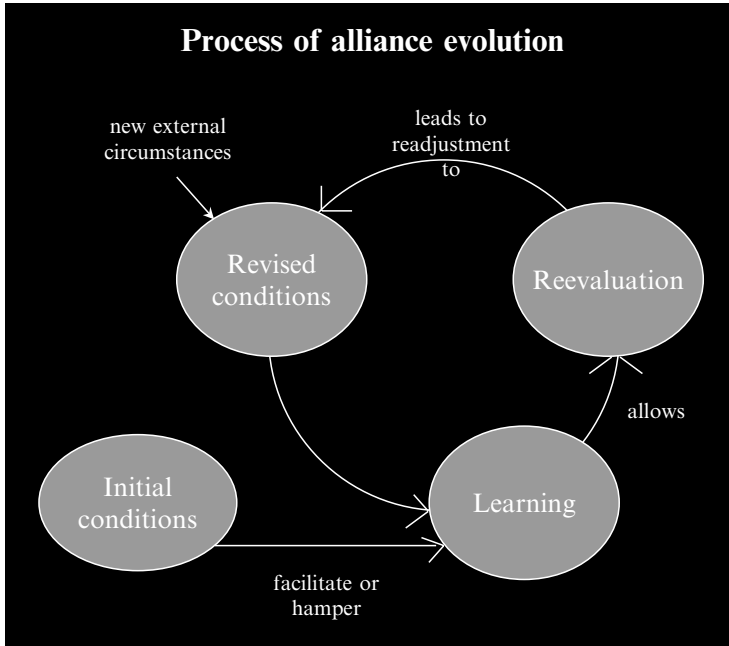 Process of alliance evolution
new external
circumstances
leads to
readjustment
to
Revised
conditions
Reevaluation
allows
Initial
conditions
Learning
facilitate or
hamper